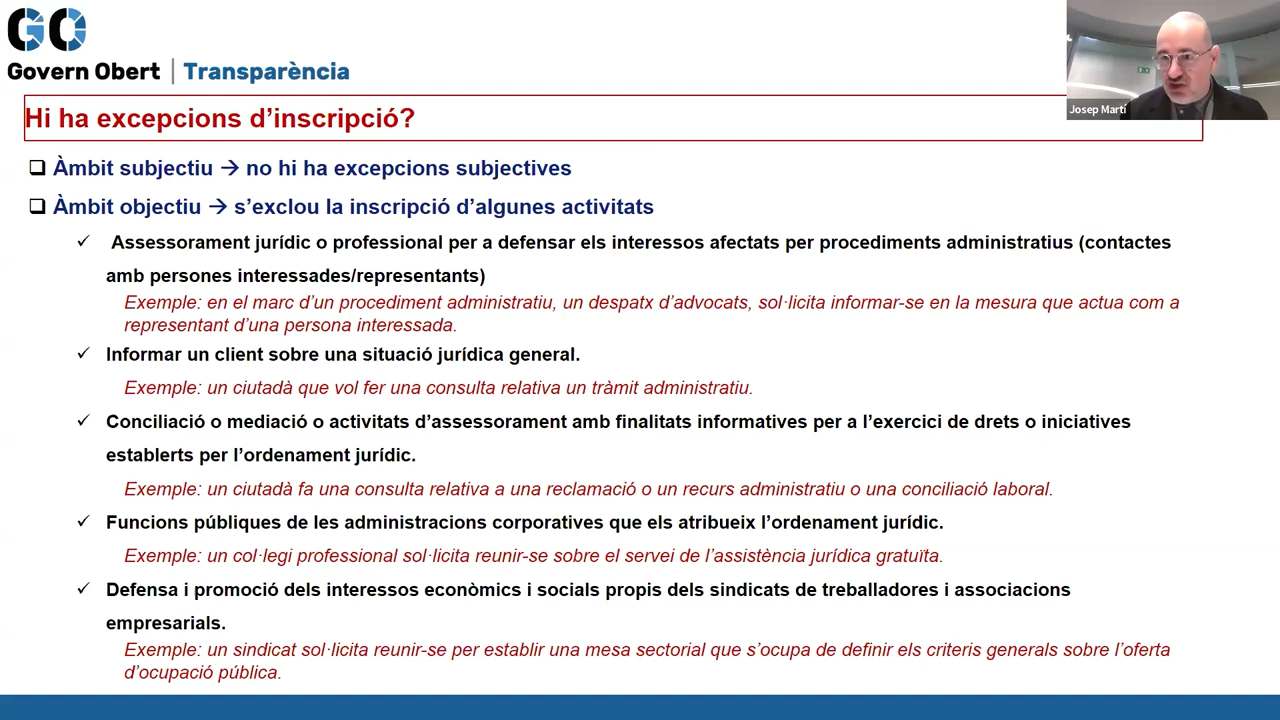 GO
Govern Obert | Transparència
Josep Martí
Hi ha excepcions d’inscripció?
Àmbit subjectiu → no hi ha excepcions subjectives
Àmbit objectiu → s’exclou la inscripció d’algunes activitats
Assessorament jurídic o professional per a defensar els interessos afectats per procediments administratius (contactes
amb persones interessades/representants)
Exemple: en el marc d’un procediment administratiu, un despatx d’advocats, sol·licita informar-se en la mesura que actua com a
representant d’una persona interessada.
Informar un client sobre una situació jurídica general.
Exemple: un ciutadà que vol fer una consulta relativa un tràmit administratiu.
Conciliació o mediació o activitats d’assessorament amb finalitats informatives per a l’exercici de drets o iniciatives
establerts per l’ordenament jurídic.
Exemple: un ciutadà fa una consulta relativa a una reclamació o un recurs administratiu o una conciliació laboral.
Funcions públiques de les administracions corporatives que els atribueix l’ordenament jurídic.
Exemple: un col·legi professional sol·licita reunir-se sobre el servei de l’assistència jurídica gratuïta.
Defensa i promoció dels interessos econòmics i socials propis dels sindicats de treballadores i associacions
empresarials.
Exemple: un sindicat sol·licita reunir-se per establir una mesa sectorial que s’ocupa de definir els criteris generals sobre l’oferta
d’ocupació pública.